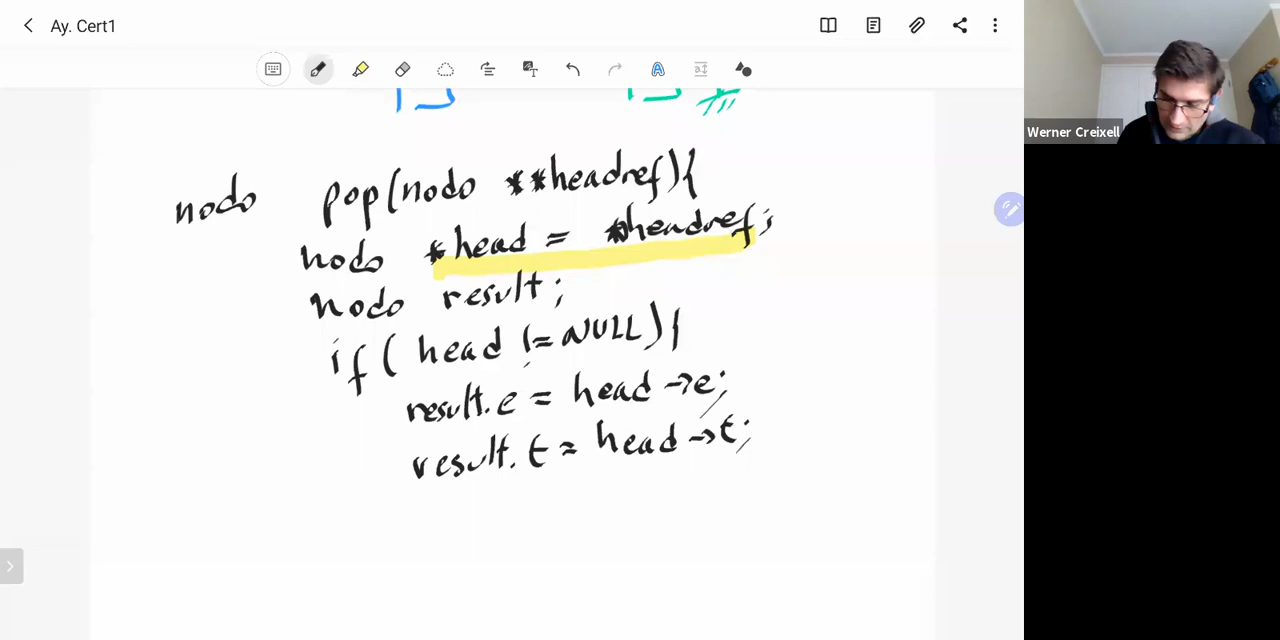 Ay. Cert1
Werner Creixell
nodo pop(nodo **headref){
nodo *head = *headref;
nodo result;
if( head != NULL){
result.e = head->e;
result.t = head->t;